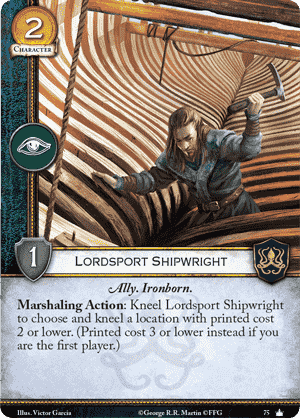 2
CHARACTER
1
LORDSPORT SHIPWRIGHT
Ally. Ironborn.
Marshaling Action: Kneel Lordsport Shipwright
to choose and kneel a location with printed cost
2 or lower. (Printed cost 3 or lower instead if you
are the first player.)
Illus. Victor Garcia ©George R.R. Martin ©FFG 75